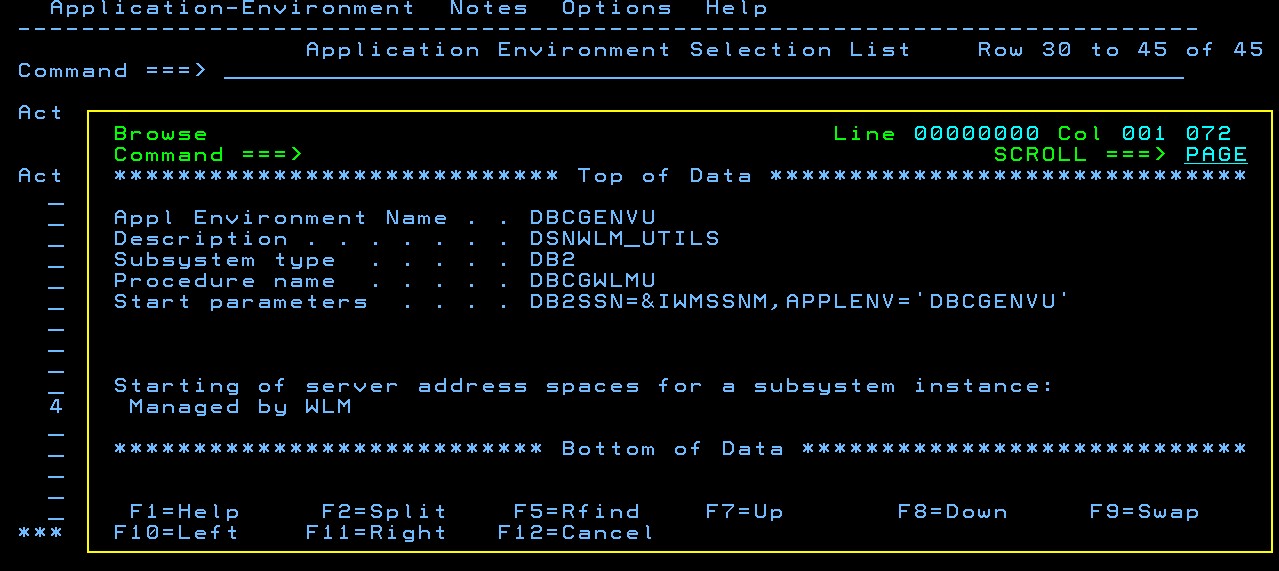 Application-Environment  Notes  Options  Help
--------------------------------------------------------------------------
Application Environment Selection List    Row 30 to 45 of 45
Command ===> ____________________________________________________________
Act
Browse                                       Line 00000000 Col 001 072
Command ===>                                           SCROLL ===> PAGE
Act
**************************** Top of Data ******************************
_
_ Appl Environment Name . . DBCGENVU
_ Description . . . . . . . DSNWLM_UTILS
_ Subsystem type  . . . . . DB2
_ Procedure name  . . . . . DBCGWLMU
_ Start parameters  . . . . DB2SSN=&IWMSSNM,APPLENV='DBCGENVU'
_
_
_
_ Starting of server address spaces for a subsystem instance:
4  Managed by WLM
_
_ *************************** Bottom of Data ****************************
_
_
_ F1=Help     F2=Split    F5=Rfind    F7=Up       F8=Down     F9=Swap
*** F10=Left    F11=Right   F12=Cancel